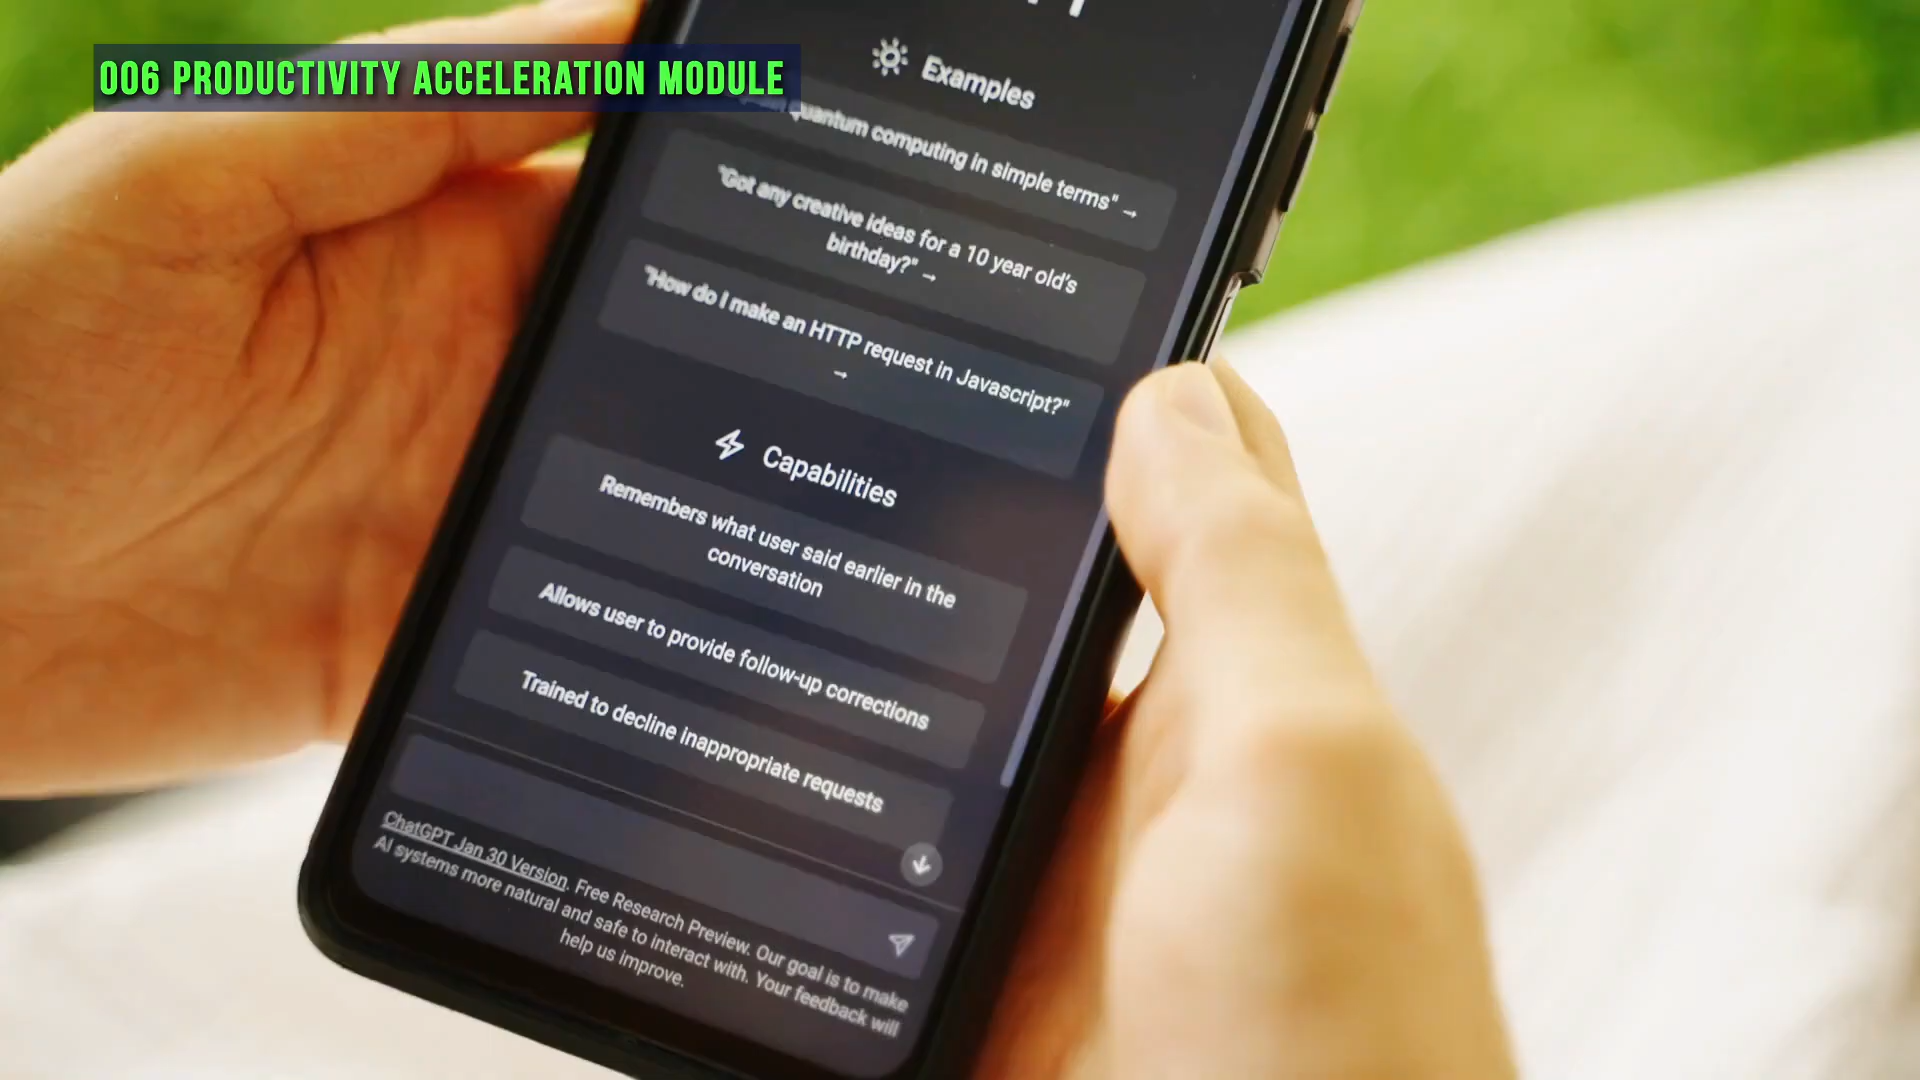 006 PRODUCTIVITY ACCELERATION MODULE
Examples
quantum computing in simple terms" →
"Got any creative ideas for a 10 year old's
birthday?" →
"How do I make an HTTP request in Javascript?"
→
Capabilities
Remembers what user said earlier in the
conversation
Allows user to provide follow-up corrections
Trained to decline inappropriate requests
ChatGPT Jan 30 Version. Free Research Preview. Our goal is to make
AI systems more natural and safe to interact with. Your feedback will
help us improve.